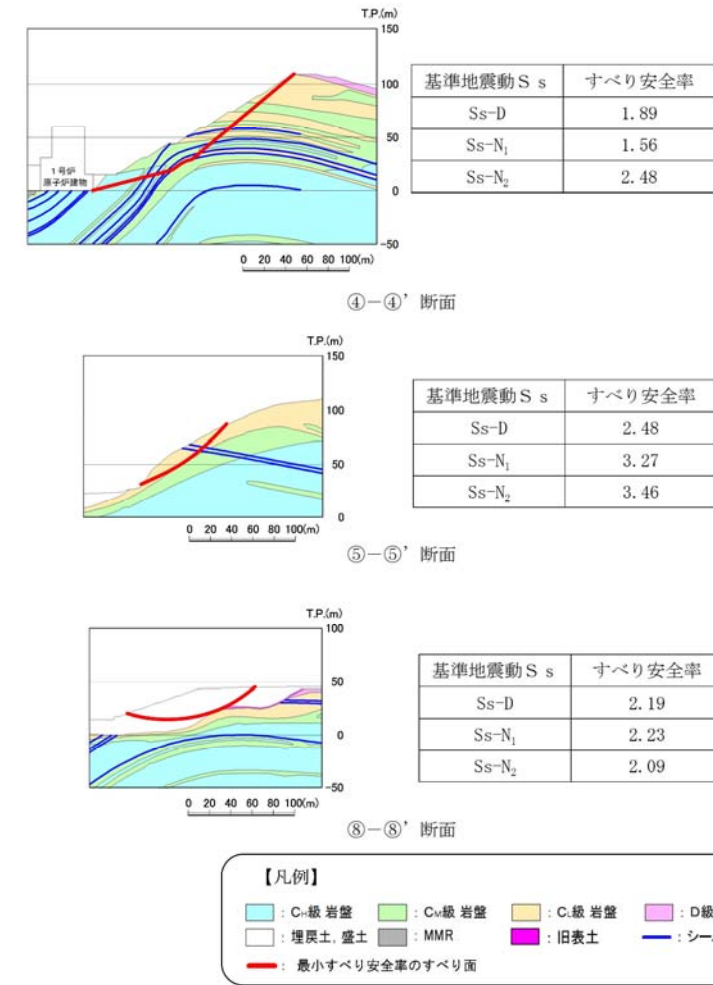 T.P.(m)
150
100
50
0
-50
1号炉
原子炉建物
0 20 40 60 80 100(m)
基準地震動Ｓｓ すべり安全率
Ss-D 1.89
Ss-N₁ 1.56
Ss-N₂ 2.48
④－④’断面
T.P.(m)
150
100
50
0
0 20 40 60 80 100(m)
基準地震動Ｓｓ すべり安全率
Ss-D 2.48
Ss-N₁ 3.27
Ss-N₂ 3.46
⑤－⑤’断面
T.P.(m)
100
50
0
-50
0 20 40 60 80 100(m)
基準地震動Ｓｓ すべり安全率
Ss-D 2.19
Ss-N₁ 2.23
Ss-N₂ 2.09
⑧－⑧’断面
【凡例】
：CH級 岩盤 ：CM級 岩盤 ：CL級 岩盤 ：D級
：埋戻土, 盛土 ：MMR ：旧表土 ：シー
：最小すべり安全率のすべり面